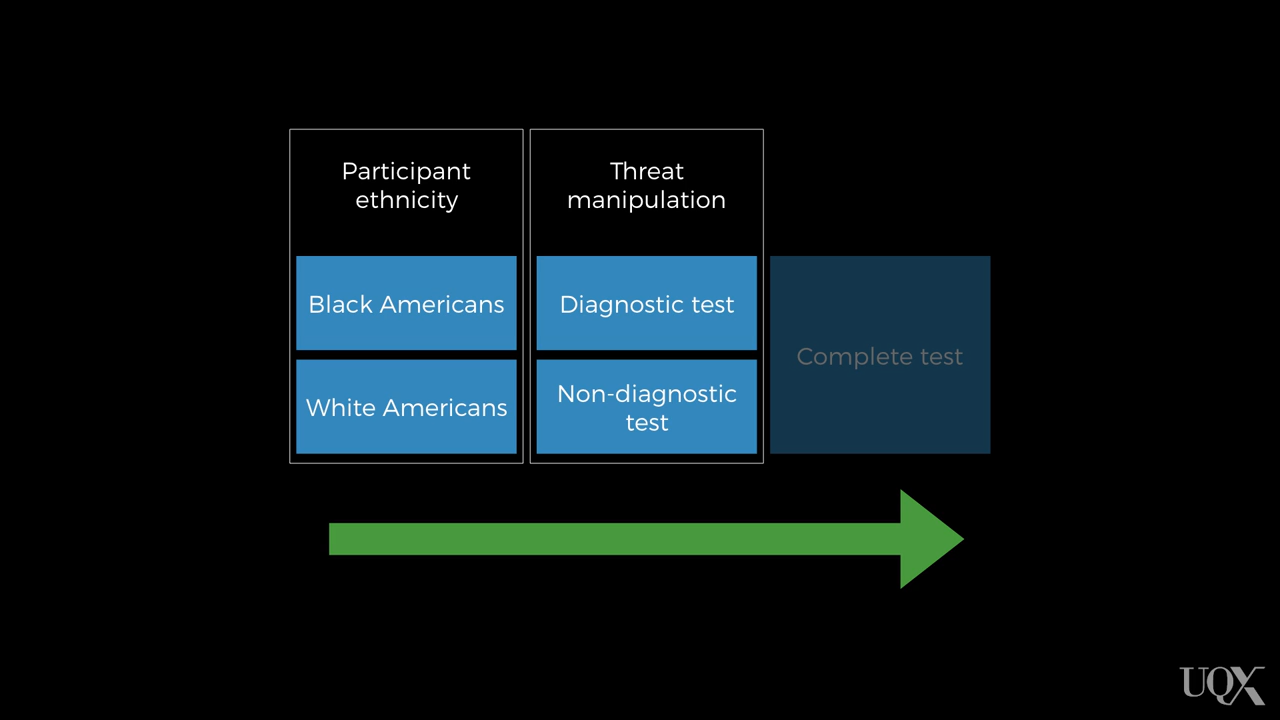 Participant
ethnicity
Threat
manipulation
Black Americans
Diagnostic test
Complete test
White Americans
Non-diagnostic
test
UQX